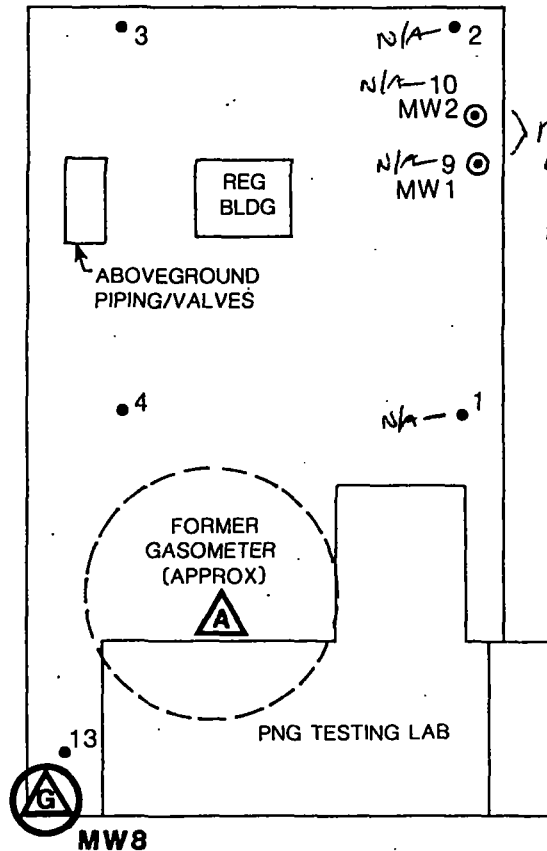 3
N/A 2
N/A 10
MW2
N/A 9
MW1
REG
BLDG
ABOVEGROUND
PIPING/VALVES
4
N/A 1
FORMER
GASOMETER
(APPROX)
A
PNG TESTING LAB
13
G
MW8